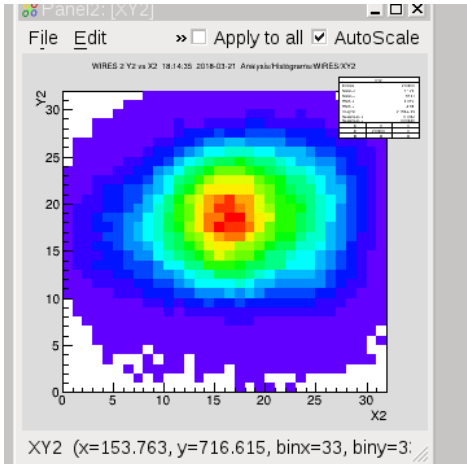 Panel2: [XY2]
File Edit » Apply to all AutoScale
WIRES 2 Y2 vs X2 18:14:35 2018-03-21 Analysis/Histograms/WIRES/XY2
Y2
30
25
20
15
10
5
0
0 5 10 15 20 25 30
X2
XY2 (x=153.763, y=716.615, binx=33, biny=3